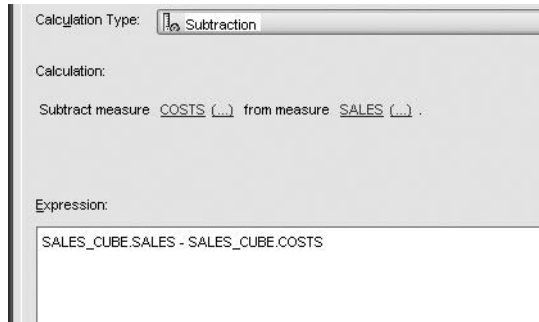 Calculation Type: Subtraction
Calculation:
Subtract measure COSTS (...) from measure SALES (...) .
Expression:
SALES_CUBE.SALES - SALES_CUBE.COSTS